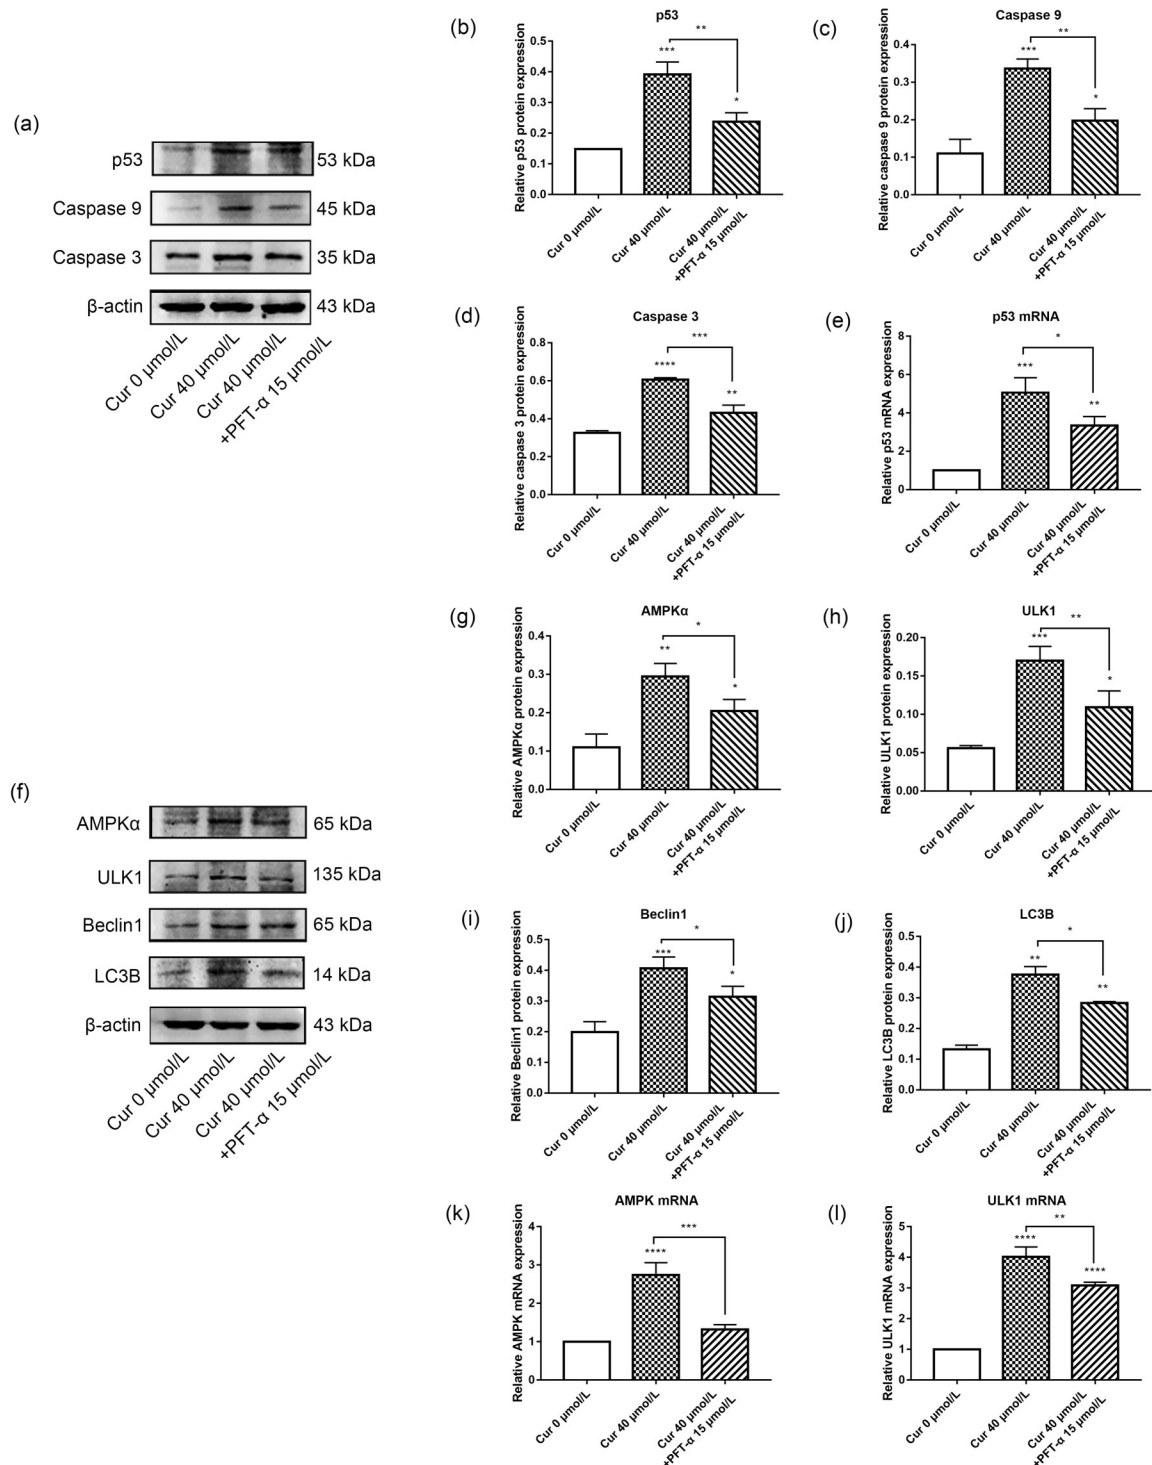 (a)
p53
53 kDa
Caspase 9
45 kDa
Caspase 3
35 kDa
β-actin
43 kDa
Cur 0 μmol/L
Cur 40 μmol/L
Cur 40 μmol/L
+PFT-α 15 μmol/L
(b)
p53
Relative p53 protein expression
0.5
0.4
0.3
0.2
0.1
0.0
**
***
*
Cur 0 μmol/L
Cur 40 μmol/L
Cur 40 μmol/L
+PFT-α 15 μmol/L
(c)
Caspase 9
Relative caspase 9 protein expression
0.4
0.3
0.2
0.1
0.0
**
***
*
Cur 0 μmol/L
Cur 40 μmol/L
Cur 40 μmol/L
+PFT-α 15 μmol/L
(d)
Caspase 3
Relative caspase 3 protein expression
0.8
0.6
0.4
0.2
0.0
***
****
**
Cur 0 μmol/L
Cur 40 μmol/L
Cur 40 μmol/L
+PFT-α 15 μmol/L
(e)
p53 mRNA
Relative p53 mRNA expression
8
6
4
2
0
*
***
**
Cur 0 μmol/L
Cur 40 μmol/L
Cur 40 μmol/L
+PFT-α 15 μmol/L
(f)
AMPKα
65 kDa
ULK1
135 kDa
Beclin1
65 kDa
LC3B
14 kDa
β-actin
43 kDa
Cur 0 μmol/L
Cur 40 μmol/L
Cur 40 μmol/L
+PFT-α 15 μmol/L
(g)
AMPKα
Relative AMPKα protein expression
0.4
0.3
0.2
0.1
0.0
*
**
*
Cur 0 μmol/L
Cur 40 μmol/L
Cur 40 μmol/L
+PFT-α 15 μmol/L
(h)
ULK1
Relative ULK1 protein expression
0.20
0.15
0.10
0.05
0.00
**
***
*
Cur 0 μmol/L
Cur 40 μmol/L
Cur 40 μmol/L
+PFT-α 15 μmol/L
(i)
Beclin1
Relative Beclin1 protein expression
0.5
0.4
0.3
0.2
0.1
0.0
*
***
*
Cur 0 μmol/L
Cur 40 μmol/L
Cur 40 μmol/L
+PFT-α 15 μmol/L
(j)
LC3B
Relative LC3B protein expression
0.5
0.4
0.3
0.2
0.1
0.0
*
**
**
Cur 0 μmol/L
Cur 40 μmol/L
Cur 40 μmol/L
+PFT-α 15 μmol/L
(k)
AMPK mRNA
Relative AMPK mRNA expression
4
3
2
1
0
***
****
Cur 0 μmol/L
Cur 40 μmol/L
Cur 40 μmol/L
+PFT-α 15 μmol/L
(l)
ULK1 mRNA
Relative ULK1 mRNA expression
5
4
3
2
1
0
**
****
****
Cur 0 μmol/L
Cur 40 μmol/L
Cur 40 μmol/L
+PFT-α 15 μmol/L